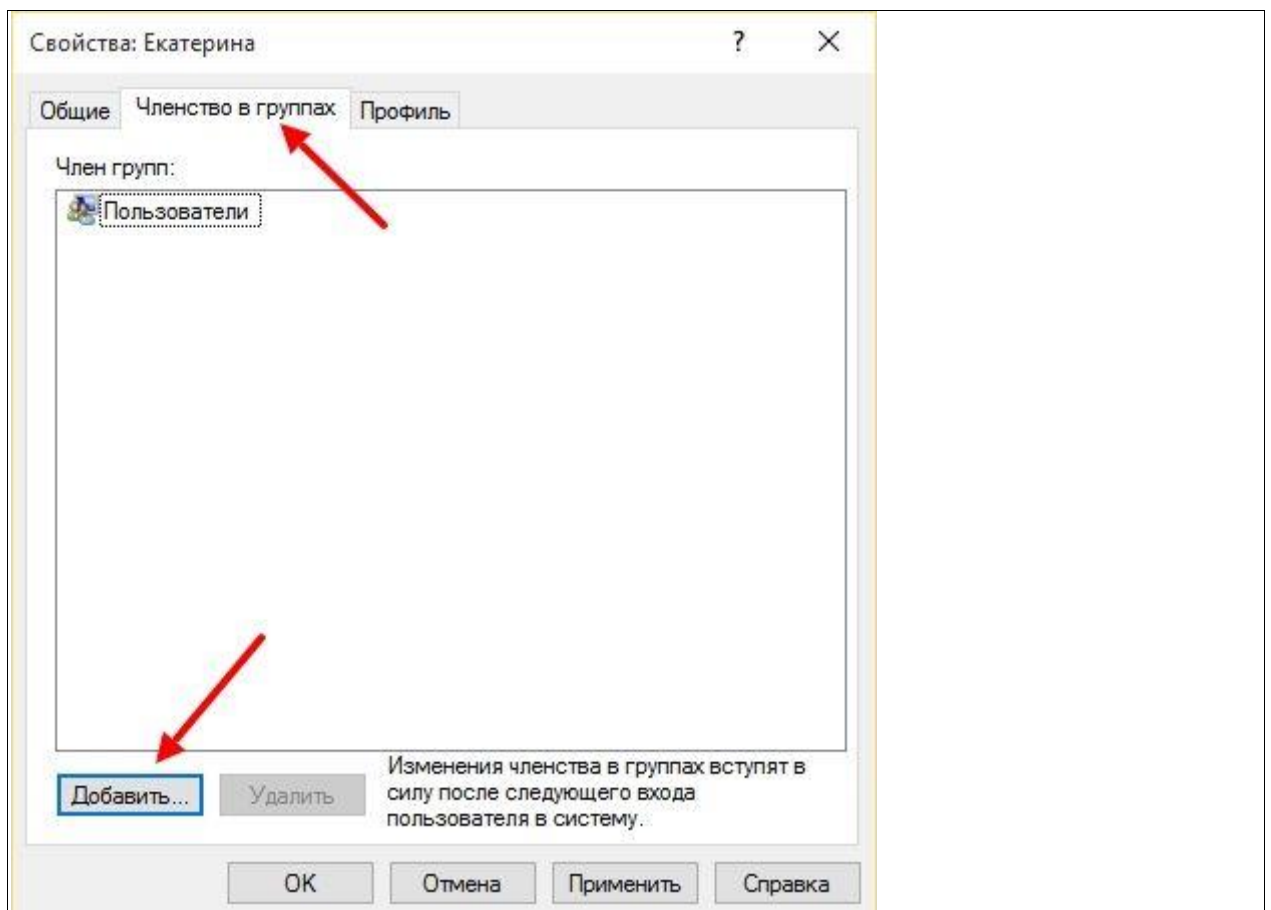 Свойства: Екатерина ?
Общие Членство в группах Профиль
Член групп:
Пользователи
Добавить... Удалить
Изменения членства в группах вступят в
силу после следующего входа
пользователя в систему.
OK Отмена Применить Справка